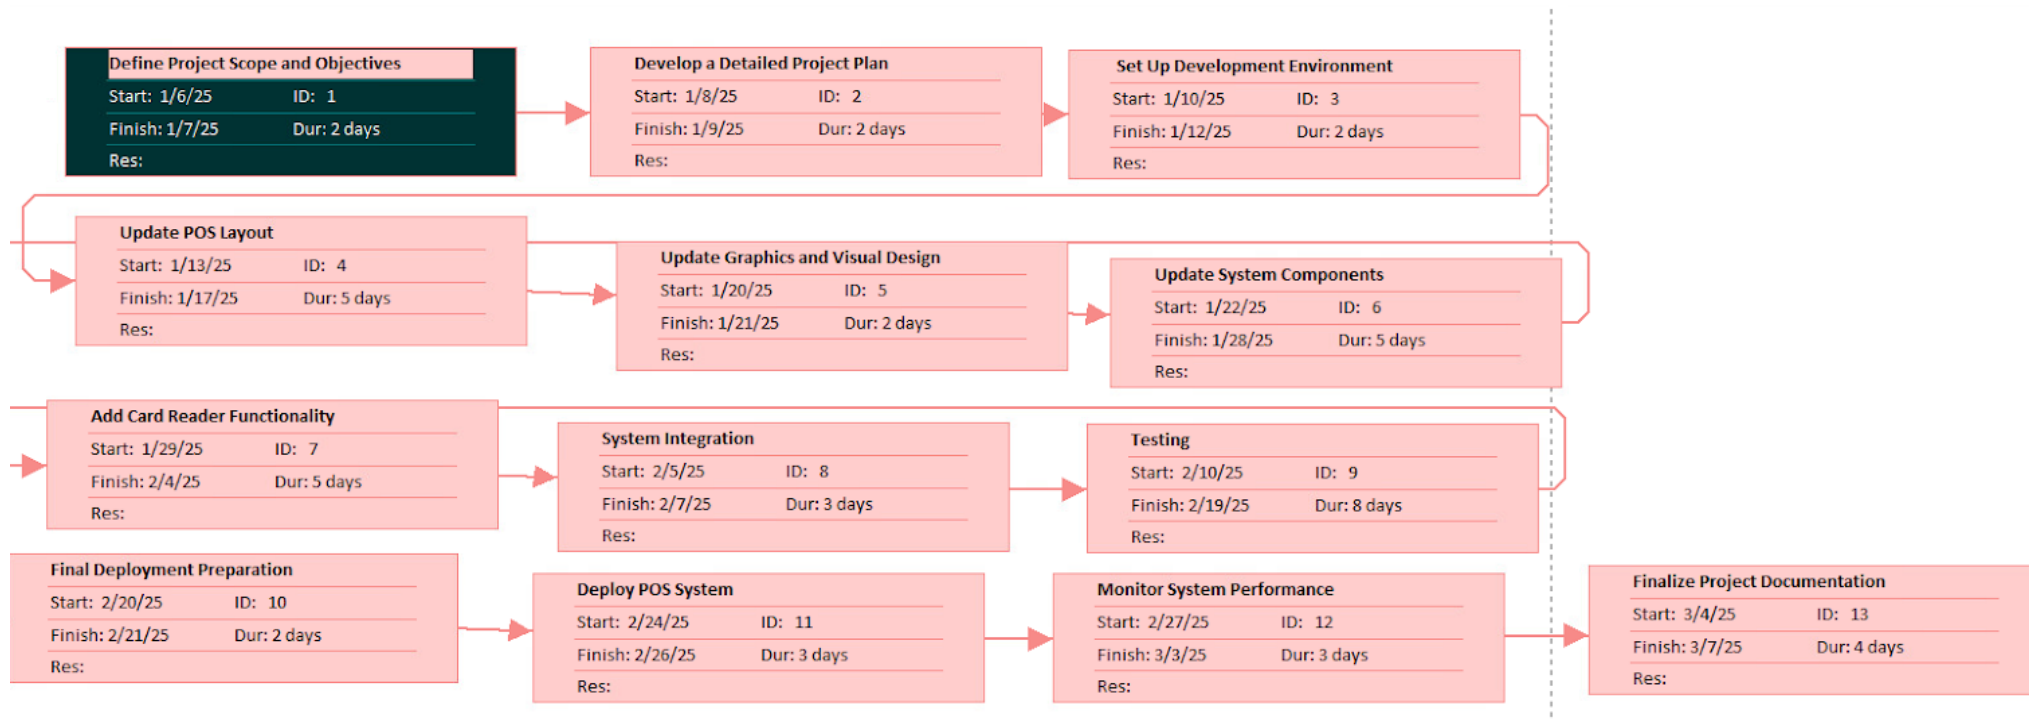 Define Project Scope and Objectives
Start: 1/6/25 ID: 1
Finish: 1/7/25 Dur: 2 days
Res:
Develop a Detailed Project Plan
Start: 1/8/25 ID: 2
Finish: 1/9/25 Dur: 2 days
Res:
Set Up Development Environment
Start: 1/10/25 ID: 3
Finish: 1/12/25 Dur: 2 days
Res:
Update POS Layout
Start: 1/13/25 ID: 4
Finish: 1/17/25 Dur: 5 days
Res:
Update Graphics and Visual Design
Start: 1/20/25 ID: 5
Finish: 1/21/25 Dur: 2 days
Res:
Update System Components
Start: 1/22/25 ID: 6
Finish: 1/28/25 Dur: 5 days
Res:
Add Card Reader Functionality
Start: 1/29/25 ID: 7
Finish: 2/4/25 Dur: 5 days
Res:
System Integration
Start: 2/5/25 ID: 8
Finish: 2/7/25 Dur: 3 days
Res:
Testing
Start: 2/10/25 ID: 9
Finish: 2/19/25 Dur: 8 days
Res:
Final Deployment Preparation
Start: 2/20/25 ID: 10
Finish: 2/21/25 Dur: 2 days
Res:
Deploy POS System
Start: 2/24/25 ID: 11
Finish: 2/26/25 Dur: 3 days
Res:
Monitor System Performance
Start: 2/27/25 ID: 12
Finish: 3/3/25 Dur: 3 days
Res:
Finalize Project Documentation
Start: 3/4/25 ID: 13
Finish: 3/7/25 Dur: 4 days
Res: